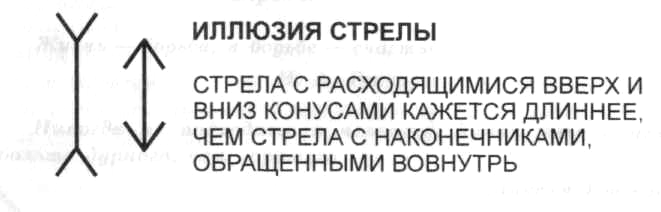 ИЛЛЮЗИЯ СТРЕЛЫ
СТРЕЛА С РАСХОДЯЩИМИСЯ ВВЕРХ И
ВНИЗ КОНУСАМИ КАЖЕТСЯ ДЛИННЕЕ,
ЧЕМ СТРЕЛА С НАКОНЕЧНИКАМИ,
ОБРАЩЕННЫМИ ВОВНУТРЬ